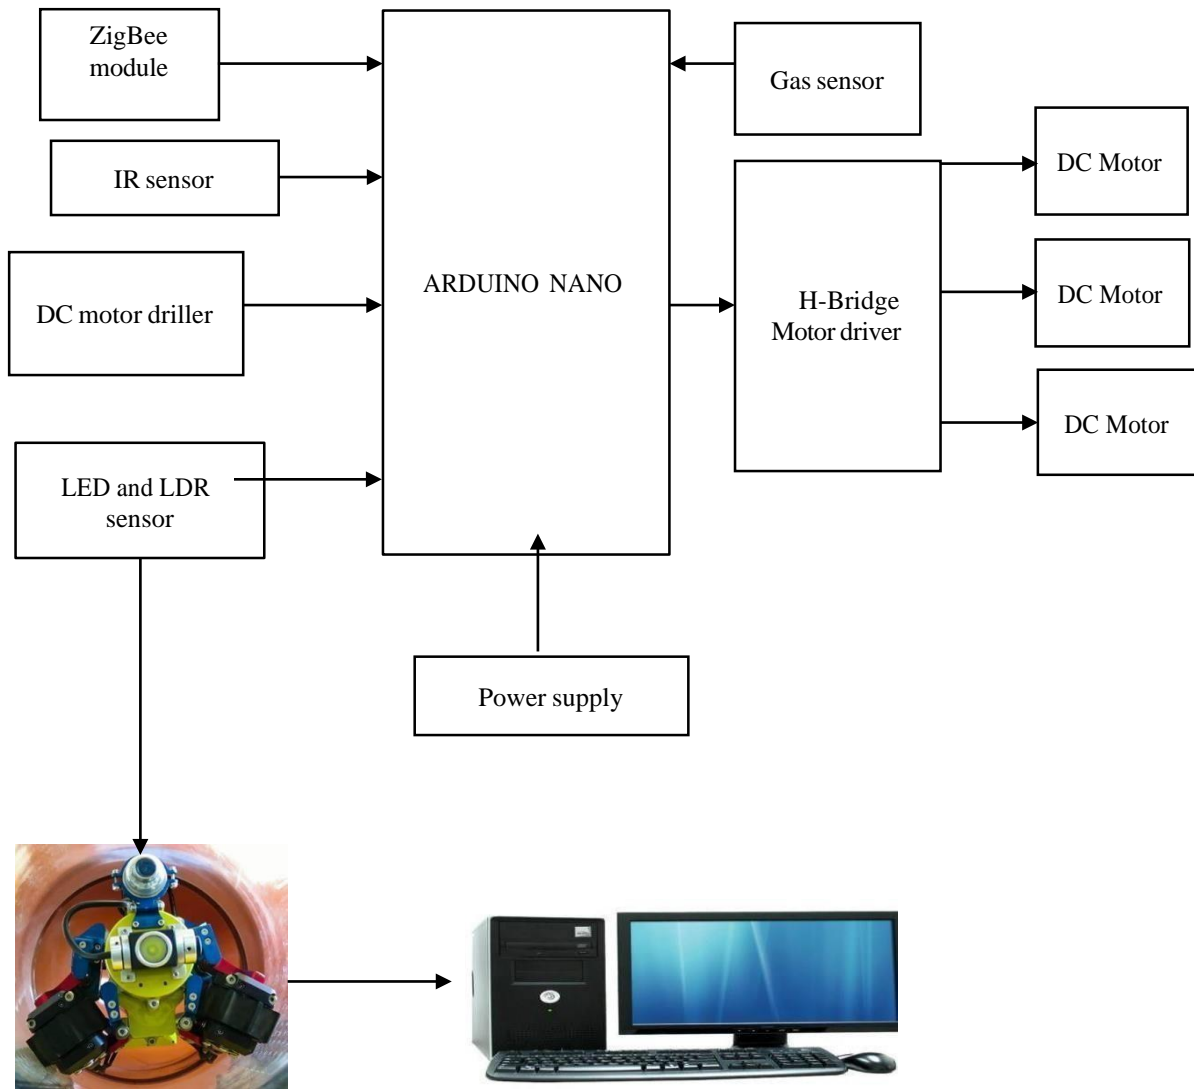 ZigBee
module
Gas sensor
DC Motor
IR sensor
ARDUINO NANO
H-Bridge
Motor driver
DC Motor
DC motor driller
DC Motor
LED and LDR
sensor
Power supply